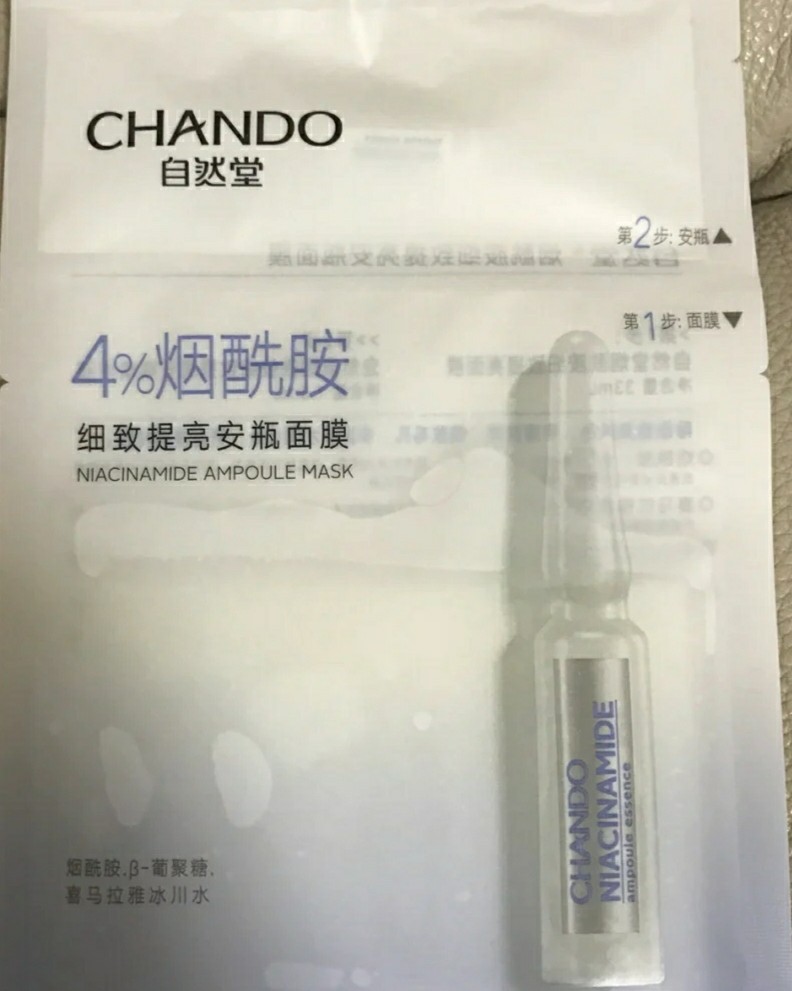 CHANDO
自然堂
第2步: 安瓶▲
第1步: 面膜▼
4%烟酰胺
细致提亮安瓶面膜
NIACINAMIDE AMPOULE MASK
CHANDO
NIACINAMIDE
ampoule essence
烟酰胺.β-葡聚糖.
喜马拉雅冰川水